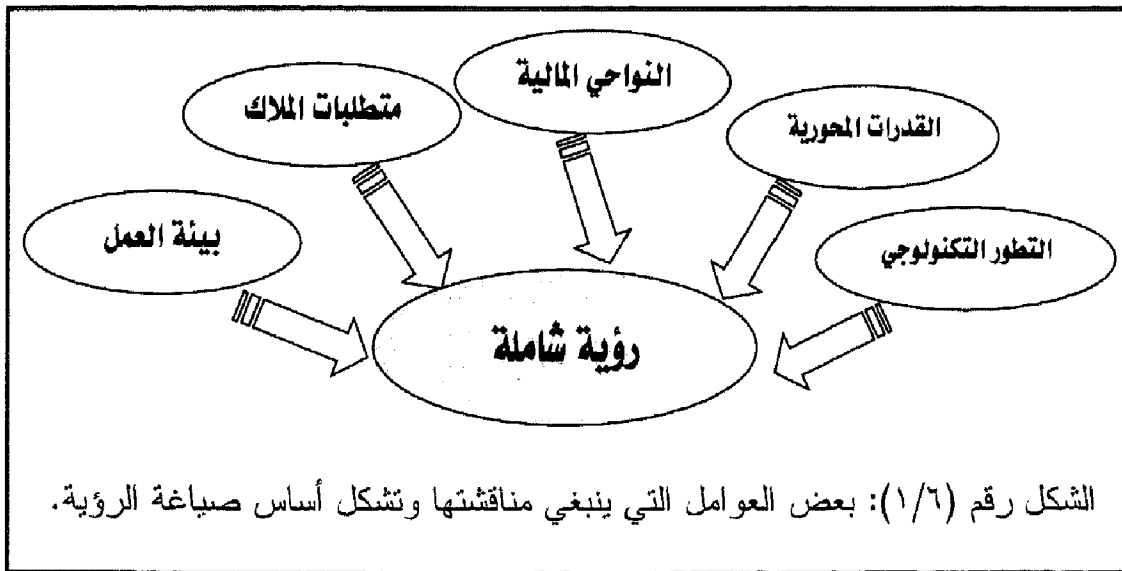 النواحي المالية
متطلبات الملاك
القدرات المحورية
بيئة العمل
التطور التكنولوجي
رؤية شاملة
الشكل رقم (١/٦): بعض العوامل التي ينبغي مناقشتها وتشكل أساس صياغة الرؤية.